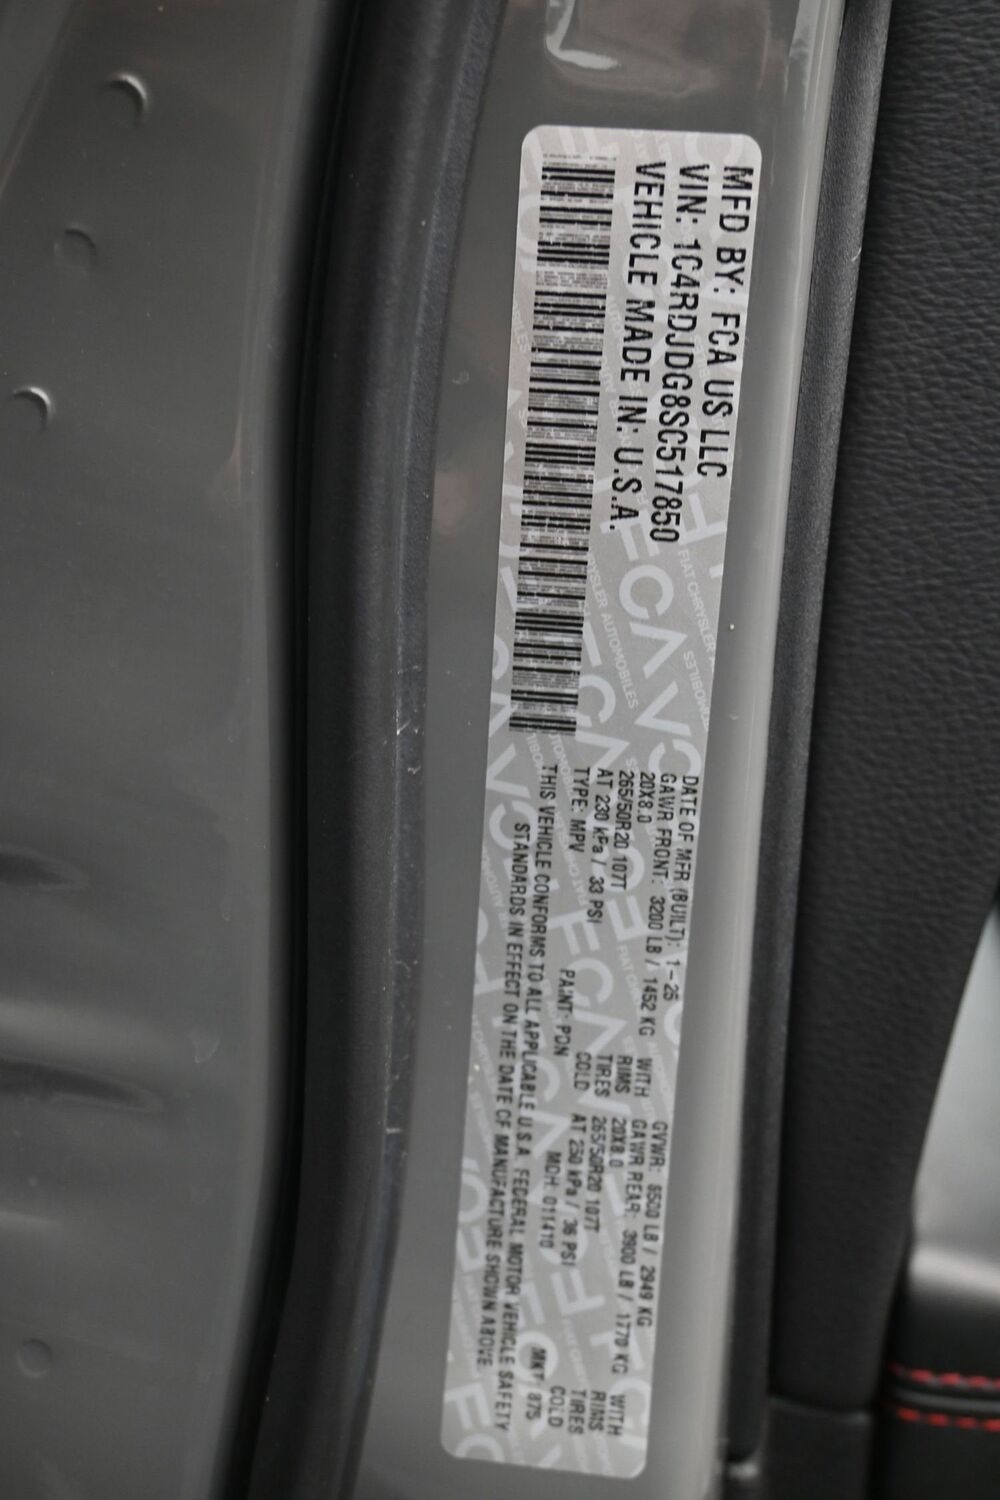 MFD BY: FCA US LLC
VIN: 1C4RDJDG8SC517850
VEHICLE MADE IN: U.S.A.
DATE OF MFR (BUILT): 1-25 GVWR: 6500 LB / 2949 KG
GAWR FRONT: 3200 LB / 1452 KG WITH GAWR REAR: 3900 LB / 1770 KG WITH
20X8.0 RIMS 20X8.0 RIMS
265/50R20 107T TIRES 265/50R20 107T TIRES
AT 230 kPa / 33 PSI COLD AT 250 kPa / 36 PSI COLD
TYPE: MPV PAINT: PDN MDH: 011410 MKT: 875
THIS VEHICLE CONFORMS TO ALL APPLICABLE U.S.A. FEDERAL MOTOR VEHICLE SAFETY
STANDARDS IN EFFECT ON THE DATE OF MANUFACTURE SHOWN ABOVE.